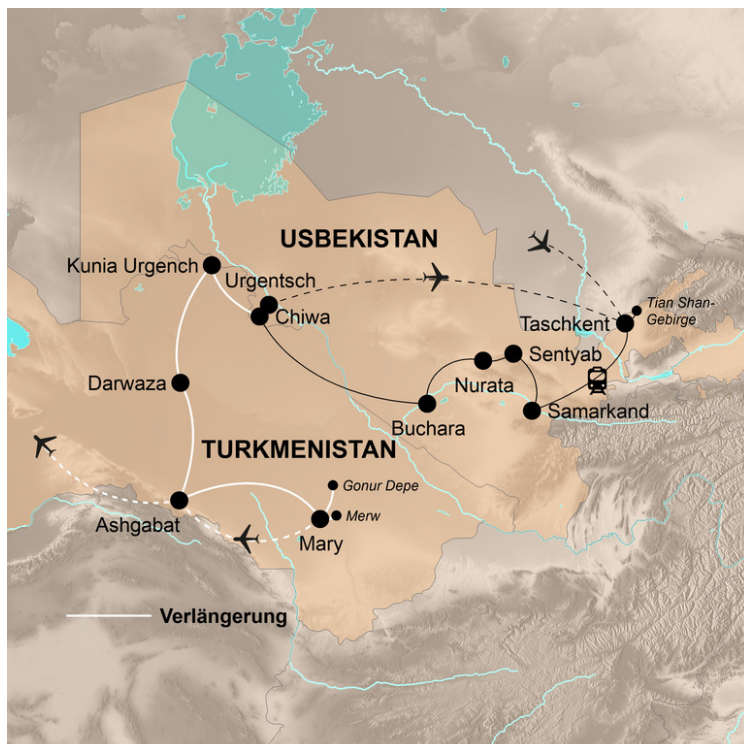 USBEKISTAN
Kunia Urgench
Urgentsch
Chiwa
Tian Shan-
Gebirge
Taschkent
Sentyab
Nurata
Darwaza
Buchara
Samarkand
TURKMENISTAN
Gonur Depe
Ashgabat
Merw
Mary
Verlängerung